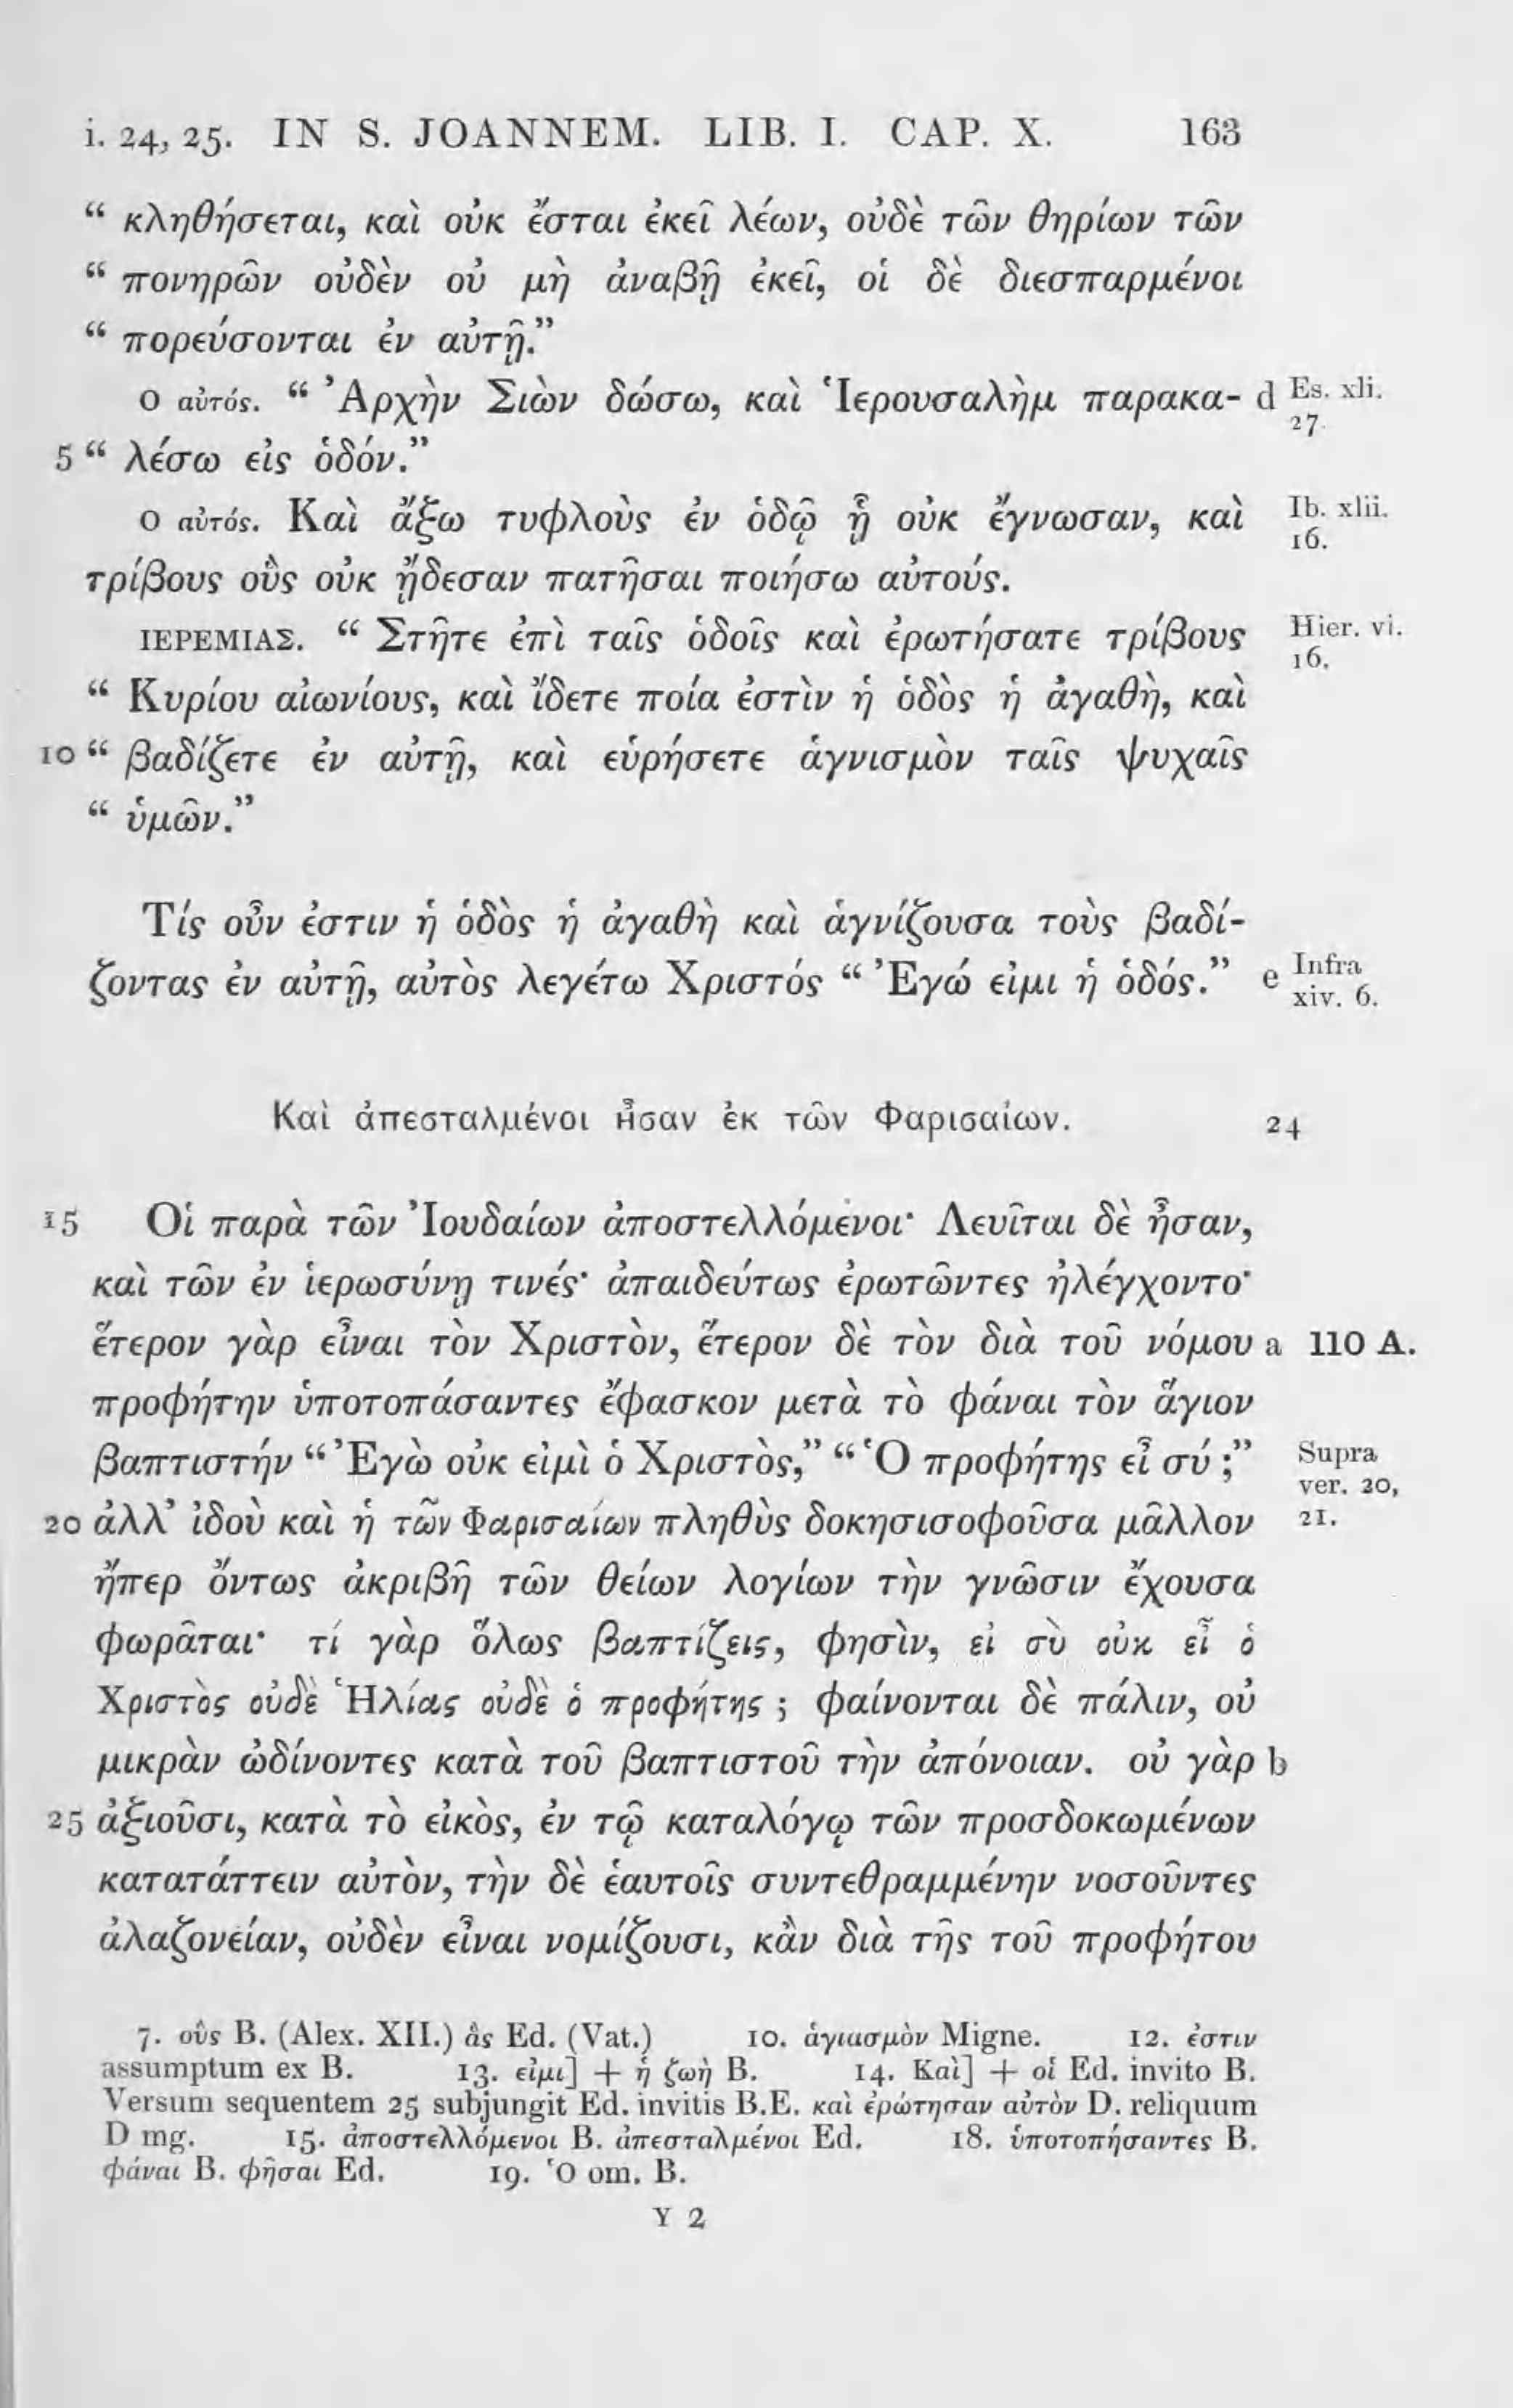 i. 24, 25. IN S. JOANNEM. LIB. I. CAP. X. 163
“ κληθήσεται, καὶ οὐκ ἔσται ἐκεῖ λέων, οὐδὲ τῶν θηρίων τῶν
“ πονηρῶν οὐδὲν οὐ μὴ ἀναβῇ ἐκεῖ, οἱ δὲ διεσπαρμένοι
“ πορεύσονται ἐν αὐτῇ.”
Ο αὐτός. “ Ἀρχὴν Σιὼν δώσω, καὶ Ἱερουσαλὴμ παρακα- d Es. xli. 27.
5 “ λέσω εἰς ὁδόν.”
Ο αὐτός. Καὶ ἄξω τυφλοὺς ἐν ὁδῷ ᾗ οὐκ ἔγνωσαν, καὶ Ib. xlii. 16.
τρίβους οὓς οὐκ ᾔδεσαν πατῆσαι ποιήσω αὐτούς.
ΙΕΡΕΜΙΑΣ. “ Στῆτε ἐπὶ ταῖς ὁδοῖς καὶ ἐρωτήσατε τρίβους Hier. vi. 16.
“ Κυρίου αἰωνίους, καὶ ἴδετε ποία ἐστὶν ἡ ὁδὸς ἡ ἀγαθὴ, καὶ
10 “ βαδίζετε ἐν αὐτῇ, καὶ εὑρήσετε ἁγνισμὸν ταῖς ψυχαῖς
“ ὑμῶν.”
Τίς οὖν ἐστιν ἡ ὁδὸς ἡ ἀγαθὴ καὶ ἁγνίζουσα τοὺς βαδί-
ζοντας ἐν αὐτῇ, αὐτὸς λεγέτω Χριστός “ Ἐγώ εἰμι ἡ ὁδός.” e Infra xiv. 6.
Καὶ ἀπεσταλμένοι ἦσαν ἐκ τῶν Φαρισαίων. 24
15 Οἱ παρὰ τῶν Ἰουδαίων ἀποστελλόμενοι· Λευῖται δὲ ἦσαν,
καὶ τῶν ἐν ἱερωσύνῃ τινές· ἀπαιδεύτως ἐρωτῶντες ἠλέγχοντο·
ἕτερον γὰρ εἶναι τὸν Χριστὸν, ἕτερον δὲ τὸν διὰ τοῦ νόμου a 110 A.
προφήτην ὑποτοπάσαντες ἔφασκον μετὰ τὸ φάναι τὸν ἅγιον
βαπτιστήν “ Ἐγὼ οὐκ εἰμὶ ὁ Χριστὸς,” “ Ὁ προφήτης εἶ σύ ;” Supra ver. 20, 21.
20 ἀλλ’ ἰδοὺ καὶ ἡ τῶν Φαρισαίων πληθὺς δοκησισοφοῦσα μᾶλλον
ἤπερ ὄντως ἀκριβῆ τῶν θείων λογίων τὴν γνῶσιν ἔχουσα
φωρᾶται· τί γὰρ ὅλως βαπτίζεις, φησὶν, εἰ σὺ οὐκ εἶ ὁ
Χριστὸς οὐδὲ Ἡλίας οὐδὲ ὁ προφήτης ; φαίνονται δὲ πάλιν, οὐ
μικρὰν ὠδίνοντες κατὰ τοῦ βαπτιστοῦ τὴν ἀπόνοιαν. οὐ γὰρ b
25 ἀξιοῦσι, κατὰ τὸ εἰκὸς, ἐν τῷ καταλόγῳ τῶν προσδοκωμένων
κατατάττειν αὐτὸν, τὴν δὲ ἑαυτοῖς συντεθραμμένην νοσοῦντες
ἀλαζονείαν, οὐδὲν εἶναι νομίζουσι, κἂν διὰ τῆς τοῦ προφήτου
7. οὓς B. (Alex. XII.) ἃς Ed. (Vat.) 10. ἁγιασμὸν Migne. 12. ἐστιν
assumptum ex B. 13. εἰμι] + ἡ ζωὴ B. 14. Καὶ] + οἱ Ed. invito B.
Versum sequentem 25 subjungit Ed. invitis B.E. καὶ ἐρώτησαν αὐτὸν D. reliquum
D mg. 15. ἀποστελλόμενοι B. ἀπεσταλμένοι Ed. 18. ὑποτοπήσαντες B.
φάναι B. φῆσαι Ed. 19. Ὁ om. B.
Y 2